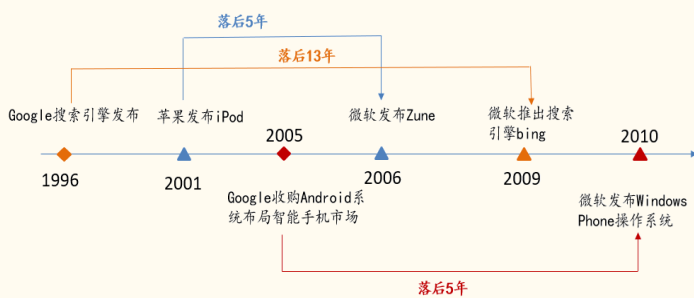 落后5年
落后13年
Google搜索引擎发布
苹果发布iPod
2005
微软发布Zune
微软推出搜索
引擎bing
2010
1996
2001
Google收购Android系
统布局智能手机市场
2006
2009
微软发布Windows
Phone操作系统
落后5年